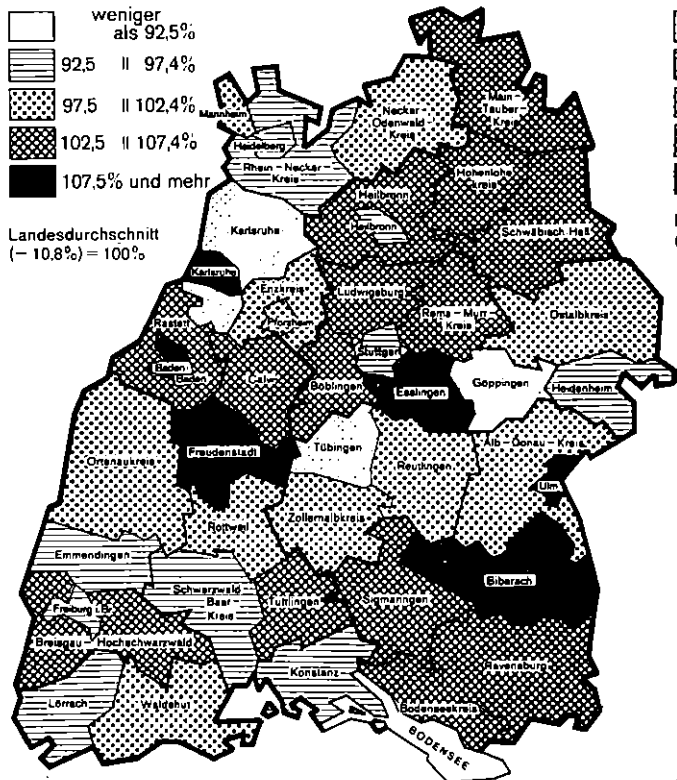 weniger
als 92,5%
92,5 " 97,4%
97,5 " 102,4%
102,5 " 107,4%
107,5% und mehr
Landesdurchschnitt
(– 10,8%) = 100%
Mannheim
Heidelberg
Rhein – Neckar –
Kreis
Neckar –
Odenwald
Kreis
Main –
Tauber –
Kreis
Hohenlohe
kreis
Heilbronn
Heilbronn
Schwäbisch Hall
Karlsruhe
Karlsruhe
Enzkreis
Pforzheim
Ludwigsburg
Rems – Murr –
Kreis
Ostalbkreis
Rastatt
Baden
Baden
Calw
Stuttgart
Böblingen
Esslingen
Göppingen
Heidenheim
Ortenaukreis
Freudenstadt
Tübingen
Reutlingen
Alb – Donau – Kreis
Ulm
Rottweil
Zollernalbkreis
Emmendingen
Schwarzwald
Baar –
Kreis
Tuttlingen
Sigmaringen
Biberach
Freiburg i.B.
Breisgau – Hochschwarzwald
Konstanz
Ravensburg
Lörrach
Waldshut
Bodenseekreis
BODENSEE